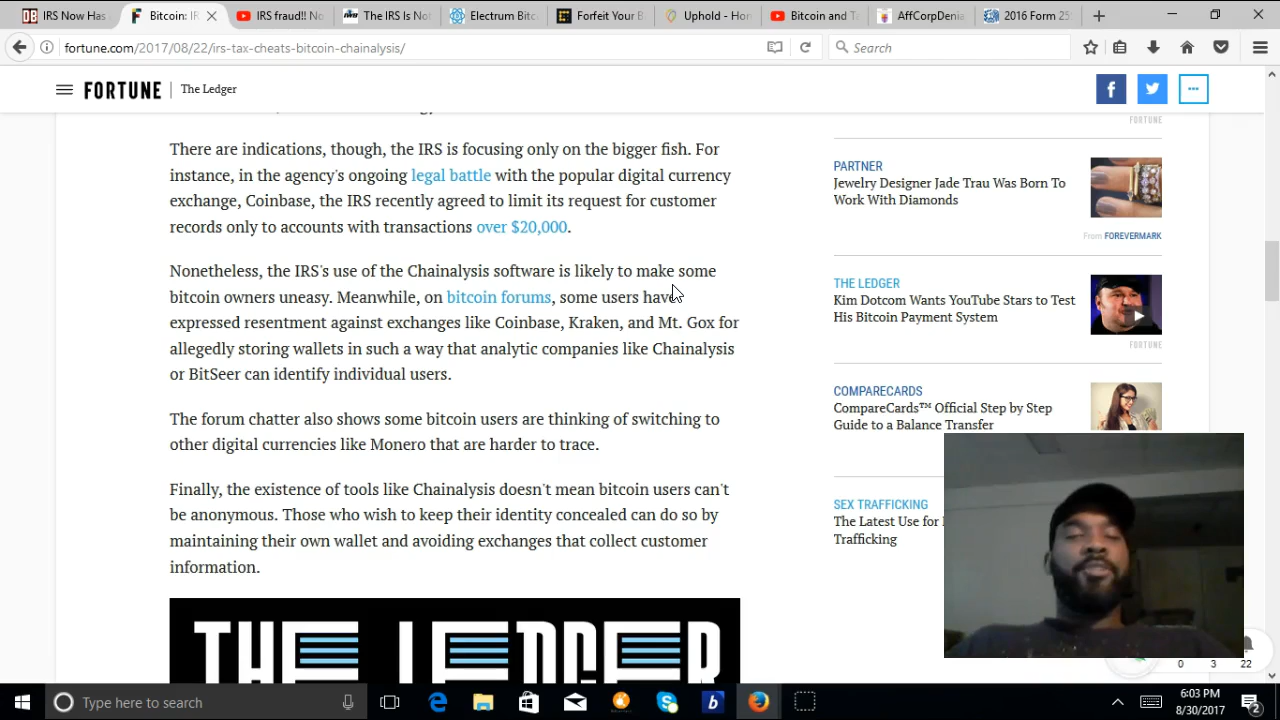 IRS Now Has
Bitcoin: IR
IRS fraud!! No
The IRS Is No
Electrum Bitc
Forfeit Your B
Uphold - Hon
Bitcoin and Ta
AffCorpDenia
2016 Form 25
fortune.com/2017/08/22/irs-tax-cheats-bitcoin-chainalysis/
Search
FORTUNE | The Ledger
There are indications, though, the IRS is focusing only on the bigger fish. For
instance, in the agency's ongoing legal battle with the popular digital currency
exchange, Coinbase, the IRS recently agreed to limit its request for customer
records only to accounts with transactions over $20,000.
Nonetheless, the IRS's use of the Chainalysis software is likely to make some
bitcoin owners uneasy. Meanwhile, on bitcoin forums, some users have
expressed resentment against exchanges like Coinbase, Kraken, and Mt. Gox for
allegedly storing wallets in such a way that analytic companies like Chainalysis
or BitSeer can identify individual users.
The forum chatter also shows some bitcoin users are thinking of switching to
other digital currencies like Monero that are harder to trace.
Finally, the existence of tools like Chainalysis doesn't mean bitcoin users can't
be anonymous. Those who wish to keep their identity concealed can do so by
maintaining their own wallet and avoiding exchanges that collect customer
information.
THE LEDGER
FORTUNE
PARTNER
Jewelry Designer Jade Trau Was Born To
Work With Diamonds
From FOREVERMARK
THE LEDGER
Kim Dotcom Wants YouTube Stars to Test
His Bitcoin Payment System
FORTUNE
COMPARECARDS
CompareCards™ Official Step by Step
Guide to a Balance Transfer
SEX TRAFFICKING
The Latest Use for
Trafficking
0 3 22
Type here to search
6:03 PM
8/30/2017
2